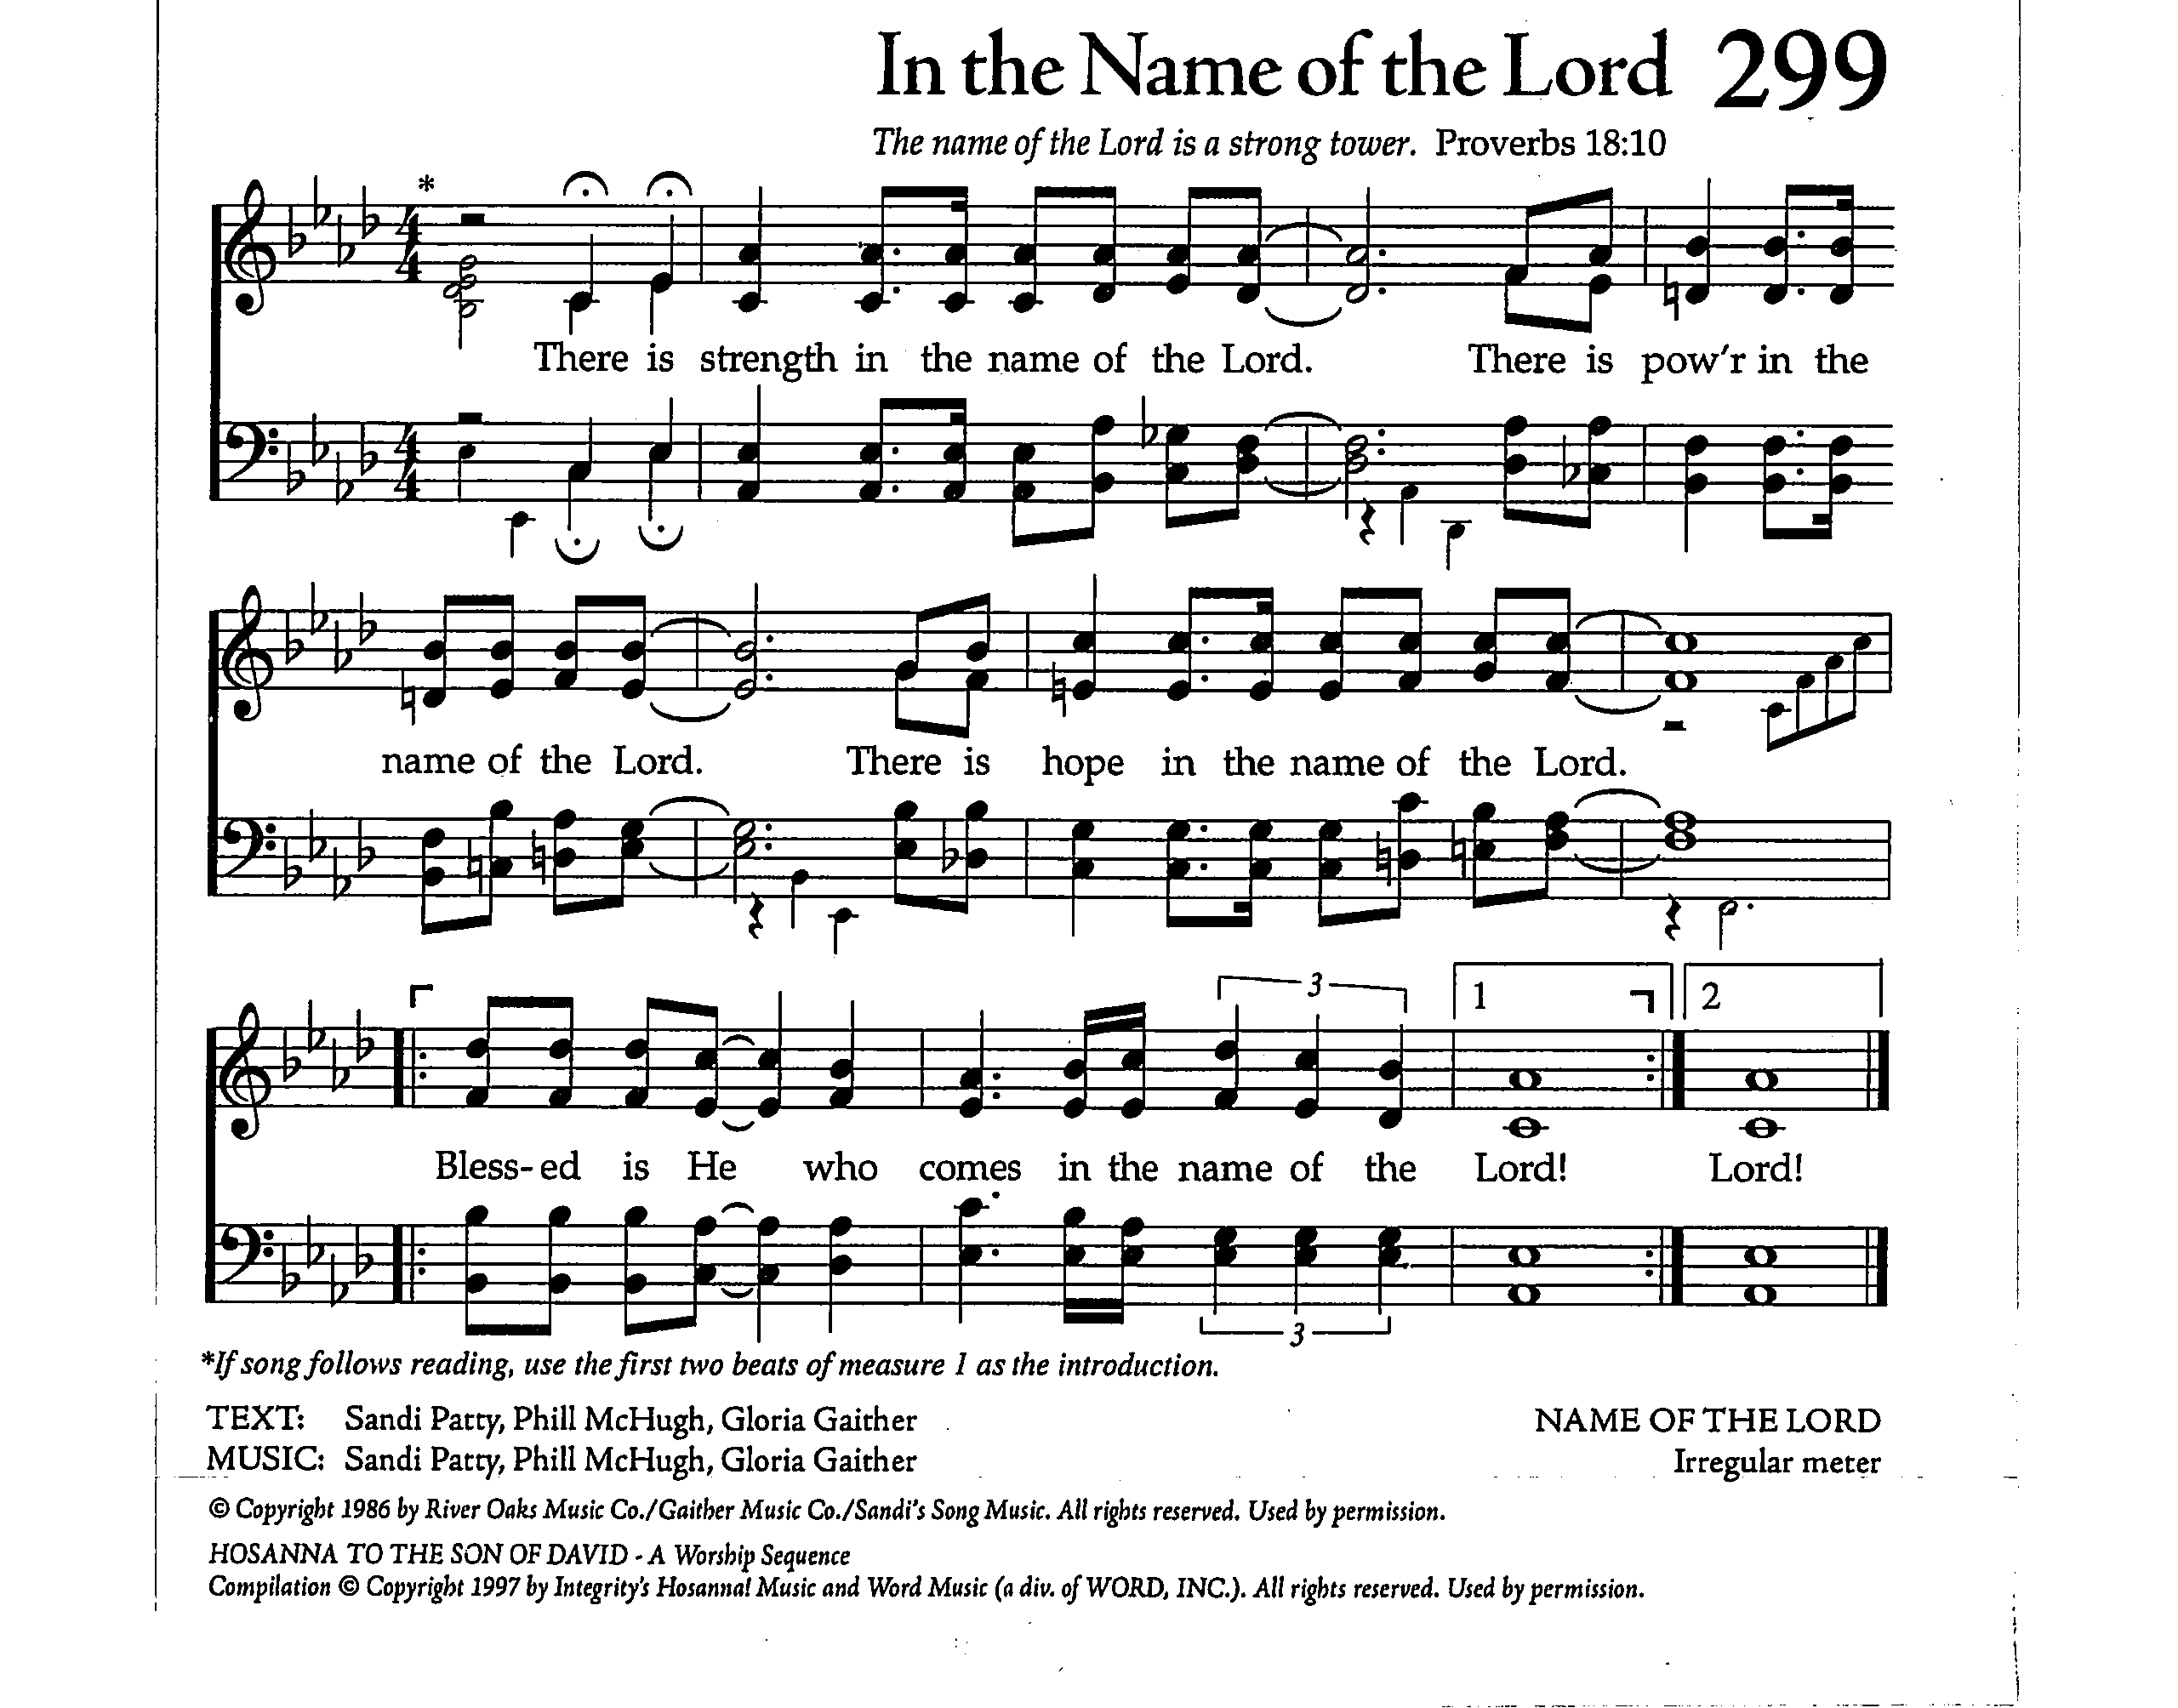 In the Name of the Lord 299
The name of the Lord is a strong tower. Proverbs 18:10
*
There is strength in the name of the Lord. There is pow'r in the
name of the Lord. There is hope in the name of the Lord.
3 1 2
Bless-ed is He who comes in the name of the Lord! Lord!
3
*If song follows reading, use the first two beats of measure 1 as the introduction.
TEXT: Sandi Patty, Phill McHugh, Gloria Gaither NAME OF THE LORD
MUSIC: Sandi Patty, Phill McHugh, Gloria Gaither Irregular meter
© Copyright 1986 by River Oaks Music Co./Gaither Music Co./Sandi's Song Music. All rights reserved. Used by permission.
HOSANNA TO THE SON OF DAVID - A Worship Sequence
Compilation © Copyright 1997 by Integrity's Hosanna! Music and Word Music (a div. of WORD, INC.). All rights reserved. Used by permission.